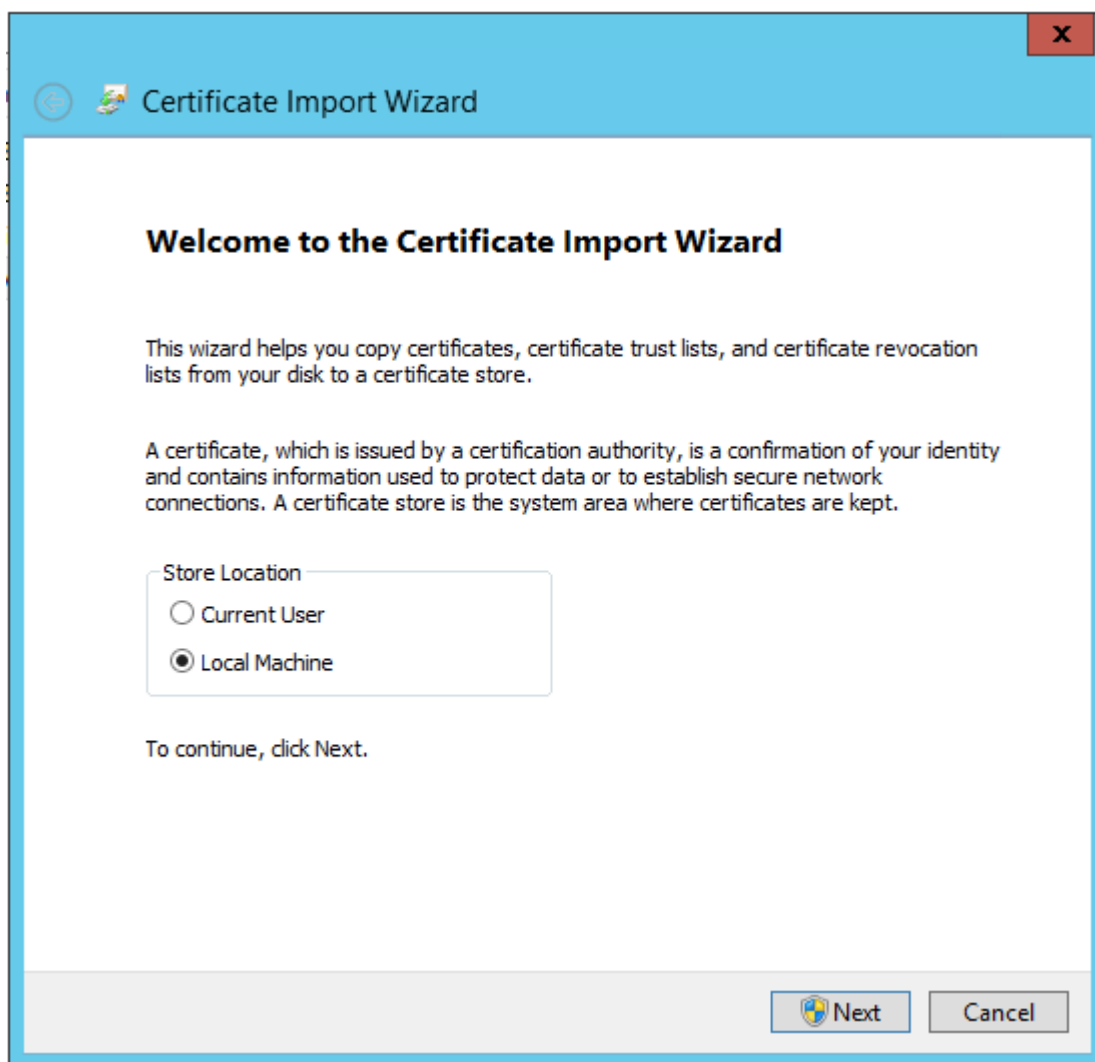 x
Certificate Import Wizard
Welcome to the Certificate Import Wizard
This wizard helps you copy certificates, certificate trust lists, and certificate revocation
lists from your disk to a certificate store.
A certificate, which is issued by a certification authority, is a confirmation of your identity
and contains information used to protect data or to establish secure network
connections. A certificate store is the system area where certificates are kept.
Store Location
Current User
Local Machine
To continue, click Next.
Next
Cancel